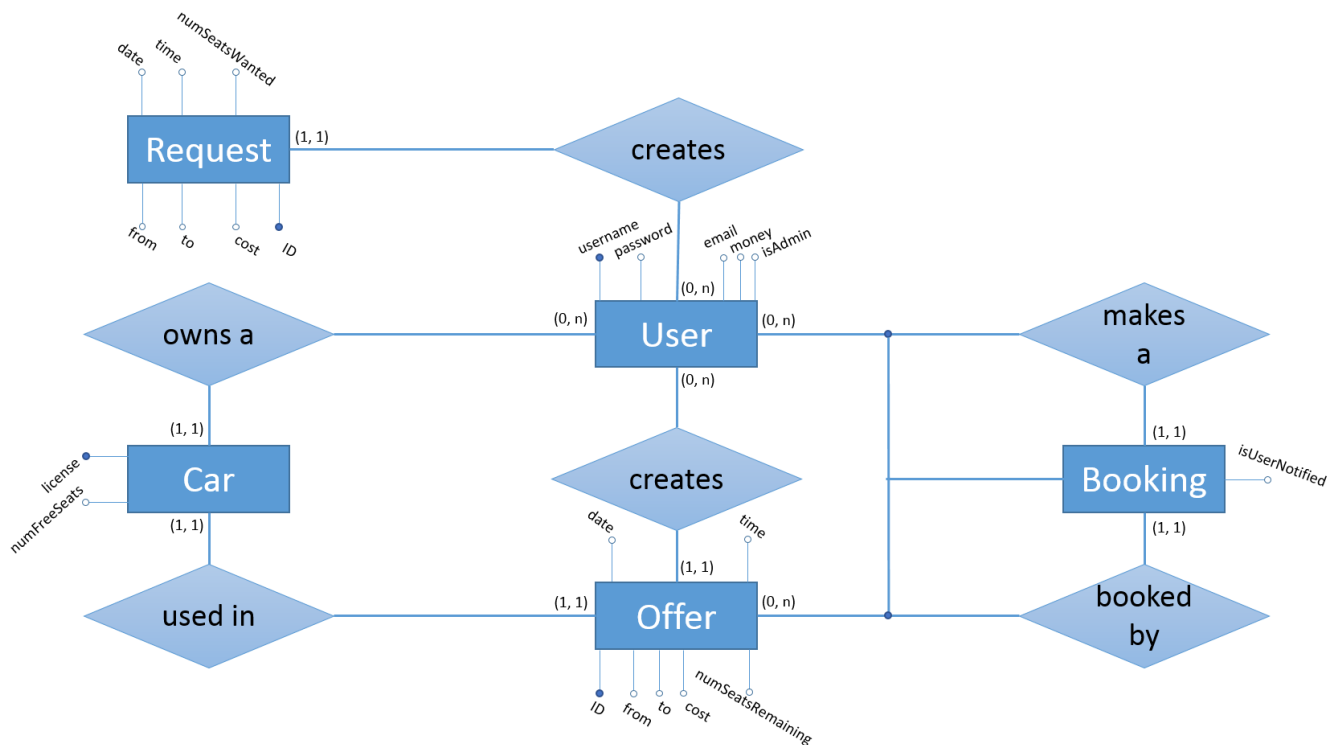 numSeatsWanted
time
date
Request
(1, 1)
creates
from
to
cost
ID
username
password
email
money
isAdmin
(0, n)
owns a
(0, n)
User
(0, n)
makes
a
(0, n)
(1, 1)
(1, 1)
license
Car
numFreeSeats
creates
Booking
isUserNotified
(1, 1)
(1, 1)
date
time
(1, 1)
used in
(1, 1)
Offer
(0, n)
booked
by
ID
from
to
cost
numSeatsRemaining